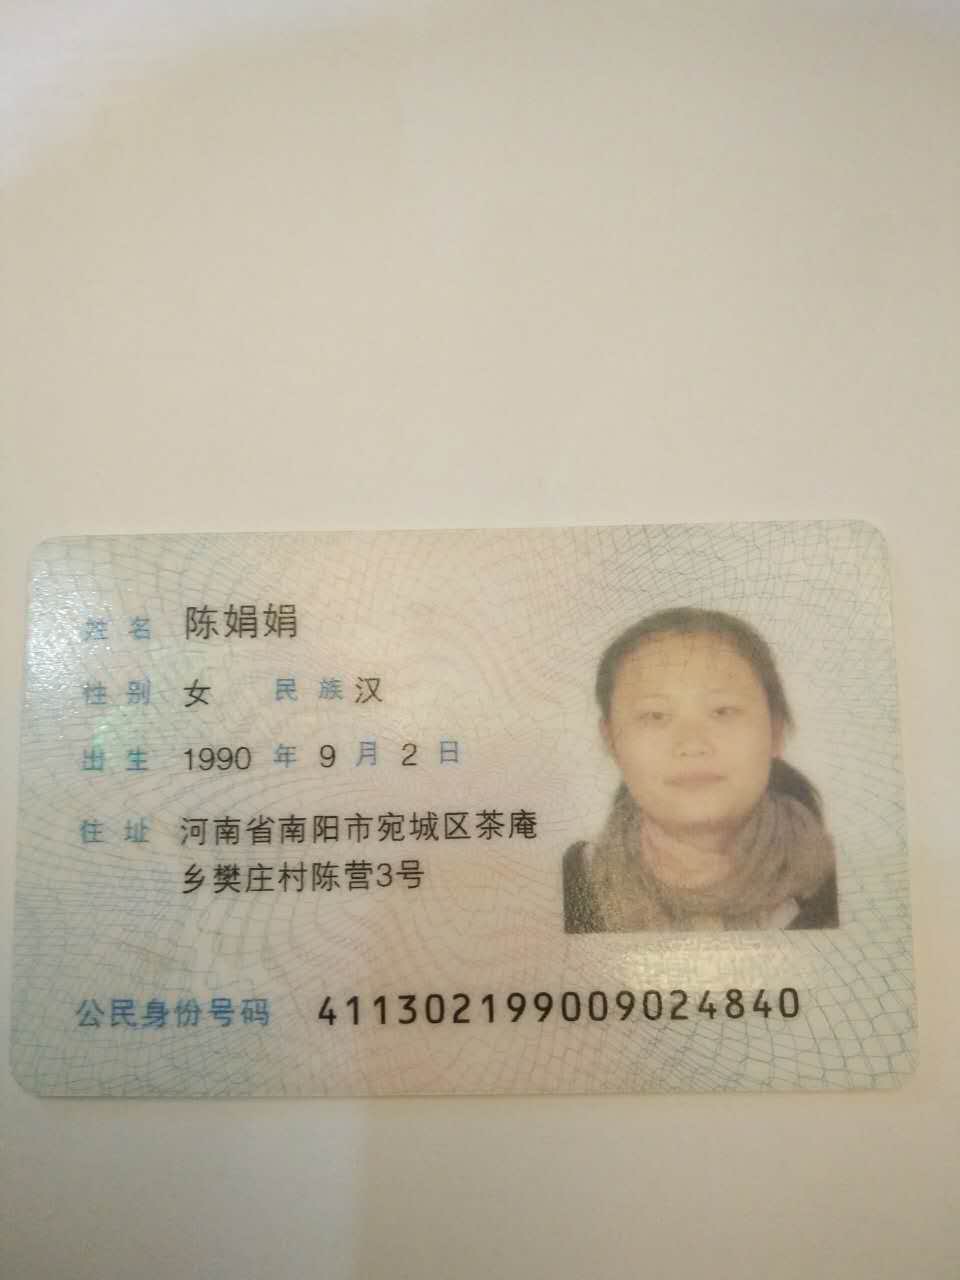 姓名 陈娟娟
性别 女 民族 汉
出生 1990 年 9 月 2 日
住址 河南省南阳市宛城区茶庵
乡樊庄村陈营3号
公民身份号码 411302199009024840